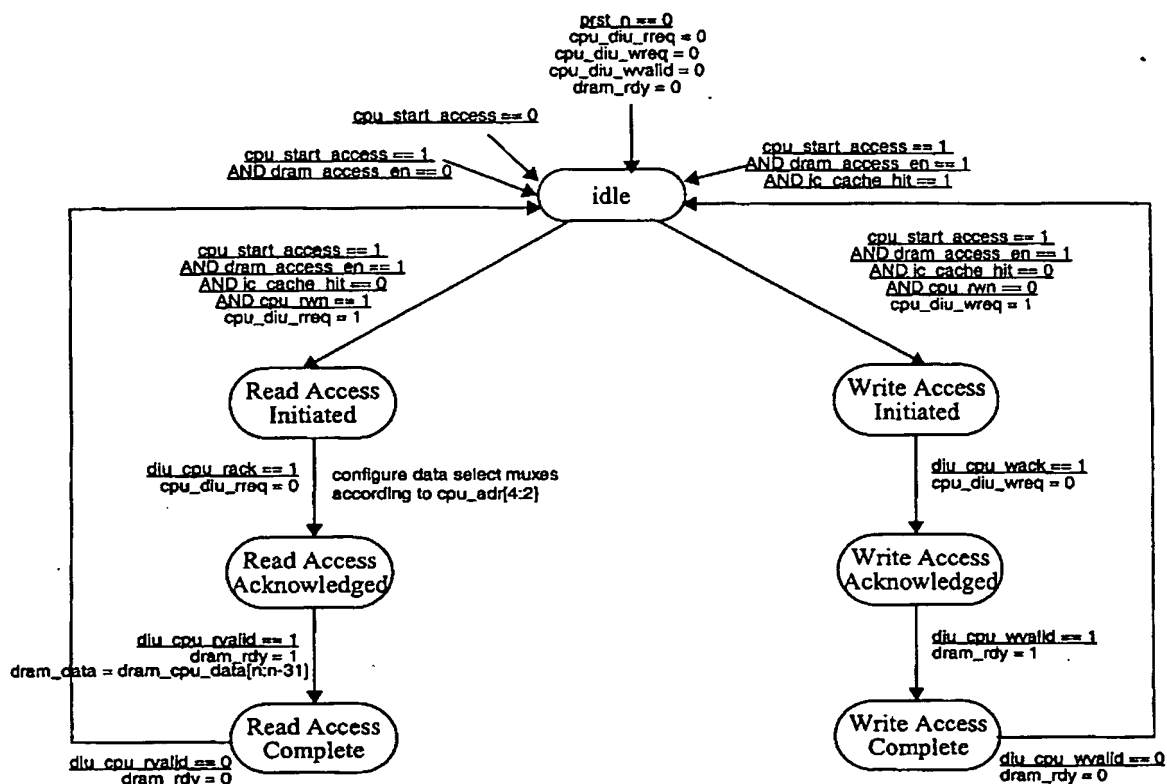 prst_n == 0
cpu_diu_rreq = 0
cpu_diu_wreq = 0
cpu_diu_wvalid = 0
dram_rdy = 0
cpu_start_access == 0
cpu_start_access == 1
AND dram_access_en == 0
cpu_start_access == 1
AND dram_access_en == 1
AND ic_cache_hit == 1
idle
cpu_start_access == 1
AND dram_access_en == 1
AND ic_cache_hit == 0
AND cpu_rwn == 1
cpu_diu_rreq = 1
cpu_start_access == 1
AND dram_access_en == 1
AND ic_cache_hit == 0
AND cpu_rwn == 0
cpu_diu_wreq = 1
Read Access
Initiated
Write Access
Initiated
diu_cpu_rack == 1
cpu_diu_rreq = 0
configure data select muxes
according to cpu_adr[4:2]
diu_cpu_wack == 1
cpu_diu_wreq = 0
Read Access
Acknowledged
Write Access
Acknowledged
diu_cpu_rvalid == 1
dram_rdy = 1
dram_data = dram_cpu_data[n:n-31]
diu_cpu_wvalid == 1
dram_rdy = 1
Read Access
Complete
Write Access
Complete
diu_cpu_rvalid == 0
dram_rdy = 0
diu_cpu_wvalid == 0
dram_rdy = 0